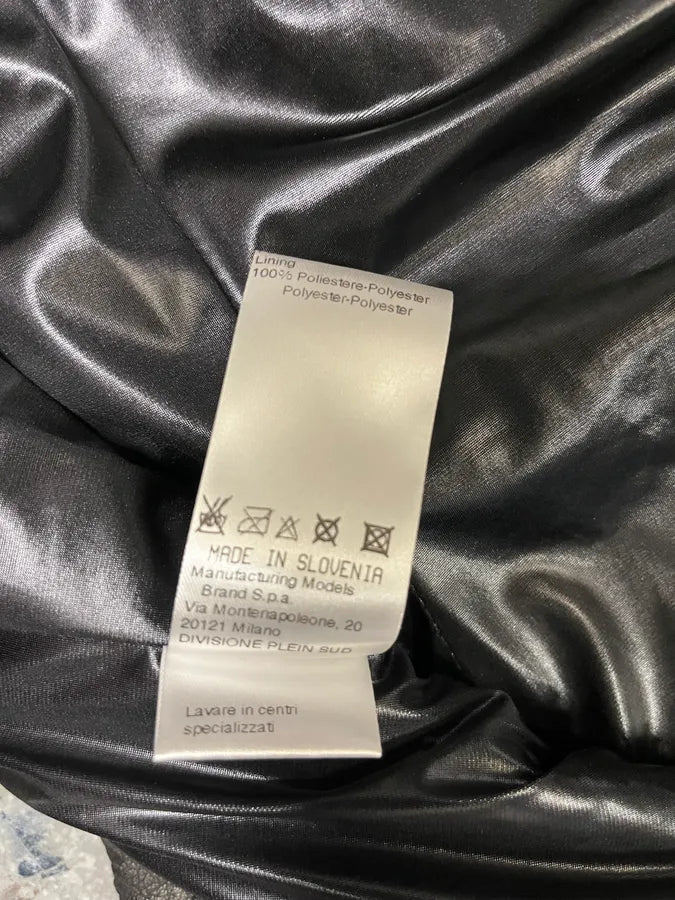 Lining
100% Poliestere-Polyester
Polyester-Polyester
MADE IN SLOVENIA
Manufacturing Models
Brand S.p.a.
Via Montenapoleone, 20
20121 Milano
DIVISIONE PLEIN SUD
Lavare in centri
specializzati